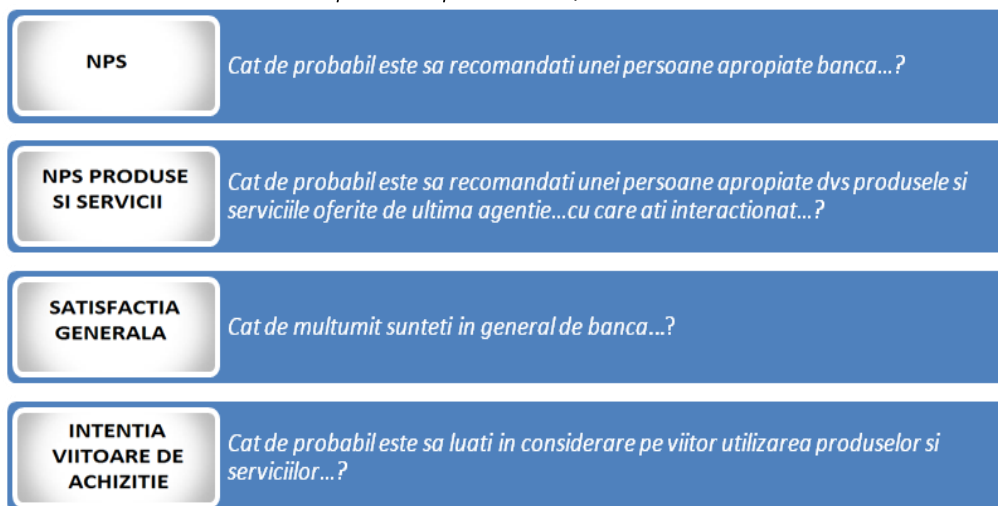 NPS
Cat de probabil este sa recomandati unei persoane apropiate banca...?
NPS PRODUSE
SI SERVICII
Cat de probabil este sa recomandati unei persoane apropiate dvs produsele si
serviciile oferite de ultima agentie...cu care ati interactionat...?
SATISFACTIA
GENERALA
Cat de multumit sunteti in general de banca...?
INTENTIA
VIITOARE DE
ACHIZITIE
Cat de probabil este sa luati in considerare pe viitor utilizarea produselor si
serviciilor...?